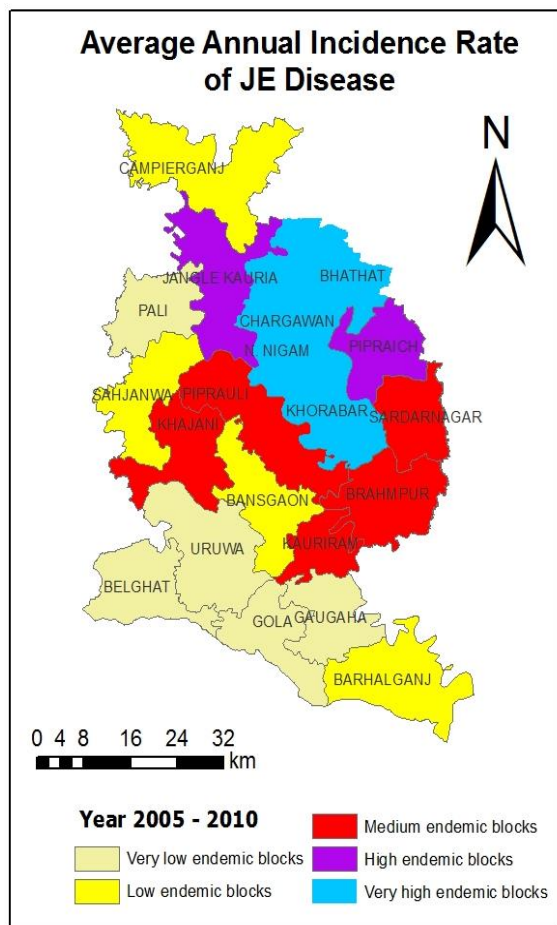 Average Annual Incidence Rate
of JE Disease
N
CAMPIERGANJ
JANGLE KAURIA
BHATHAT
PALI
CHARGAWAN
N. NIGAM
PIPRAICH
SAHJANWA
PIPRAULI
KHORABAR
SARDARNAGAR
KHAJANI
BANSGAON
BRAHMPUR
URUWA
KAURIRAM
BELGHAT
GOLA
GAUGAHA
BARHALGANJ
0 4 8 16 24 32
km
Year 2005 - 2010
Very low endemic blocks
Low endemic blocks
Medium endemic blocks
High endemic blocks
Very high endemic blocks